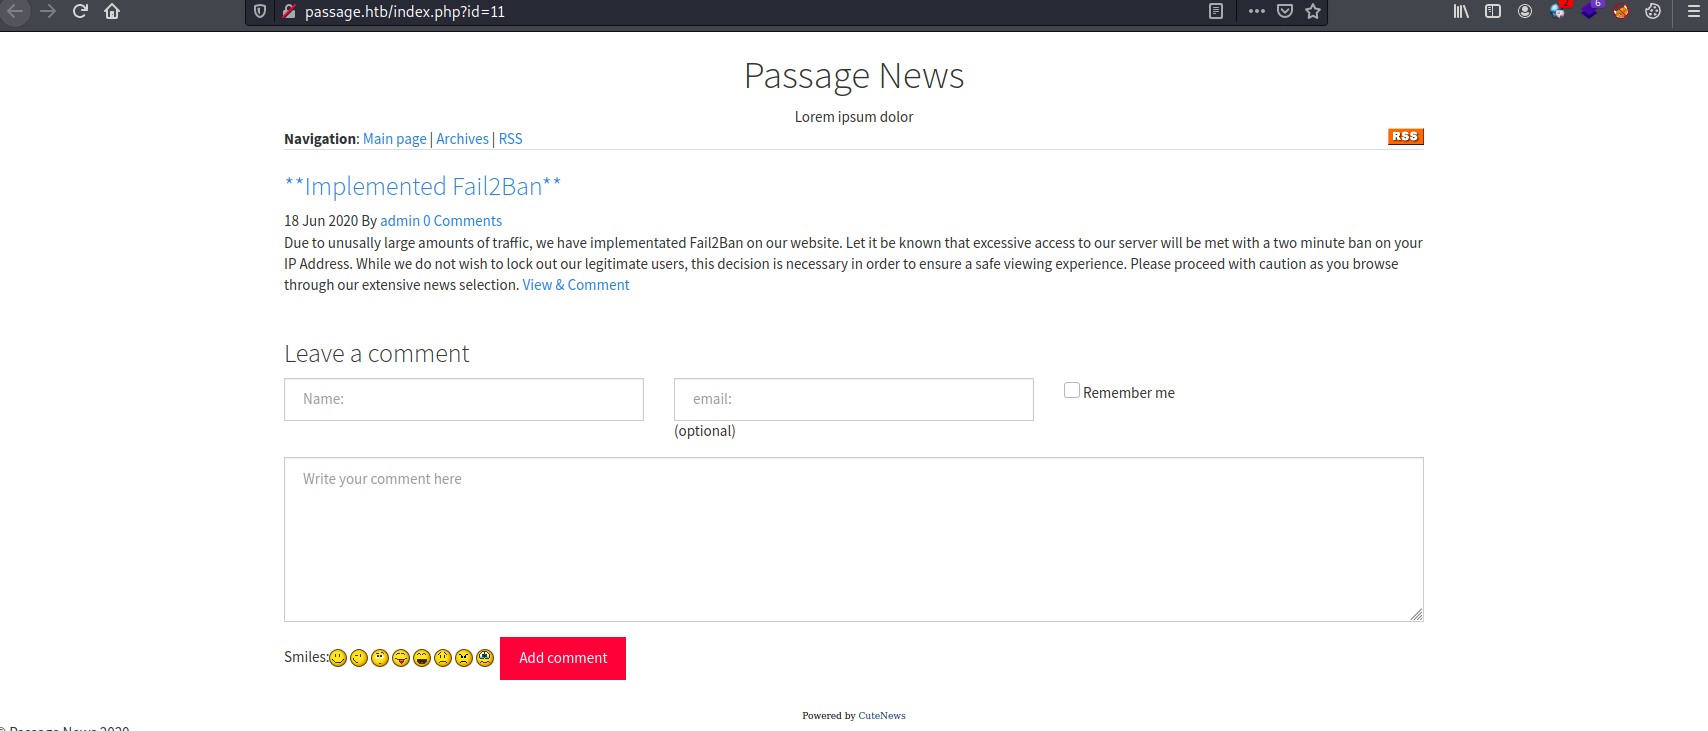 passage.htb/index.php?id=11
6
Passage News
Lorem ipsum dolor
Navigation: Main page | Archives | RSS
RSS
**Implemented Fail2Ban**
18 Jun 2020 By admin 0 Comments
Due to unusally large amounts of traffic, we have implementated Fail2Ban on our website. Let it be known that excessive access to our server will be met with a two minute ban on your
IP Address. While we do not wish to lock out our legitimate users, this decision is necessary in order to ensure a safe viewing experience. Please proceed with caution as you browse
through our extensive news selection. View & Comment
Leave a comment
Name:
email:
Remember me
(optional)
Write your comment here
Smiles:
Add comment
Powered by CuteNews
© Passage News 2020